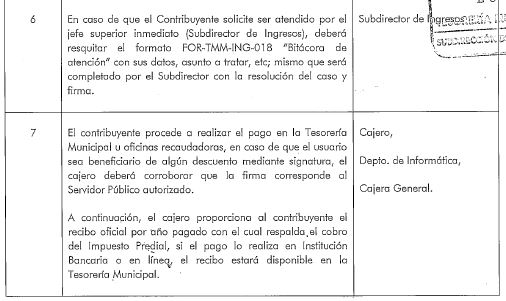 6
En caso de que el Contribuyente solicite ser atendido por el
jefe superior inmediato (Subdirector de Ingresos), deberá
resquitar el formato FOR-TMM-ING-018 "Bitácora de
atención" con sus datos, asunto a tratar, etc; mismo que será
completado por el Subdirector con la resolución del caso y
firma.
Subdirector de Ingresos
7
El contribuyente procede a realizar el pago en la Tesorería
Municipal u oficinas recaudadoras, en caso de que el usuario
sea beneficiario de algún descuento mediante signatura, el
cajero deberá corroborar que la firma corresponde al
Servidor Público autorizado.
A continuación, el cajero proporciona al contribuyente el
recibo oficial por año pagado con el cual respalda el cobro
del Impuesto Predial, si el pago lo realiza en Institución
Bancaria o en línea, el recibo estará disponible en la
Tesorería Municipal.
Cajero,
Depto. de Informática,
Cajera General.